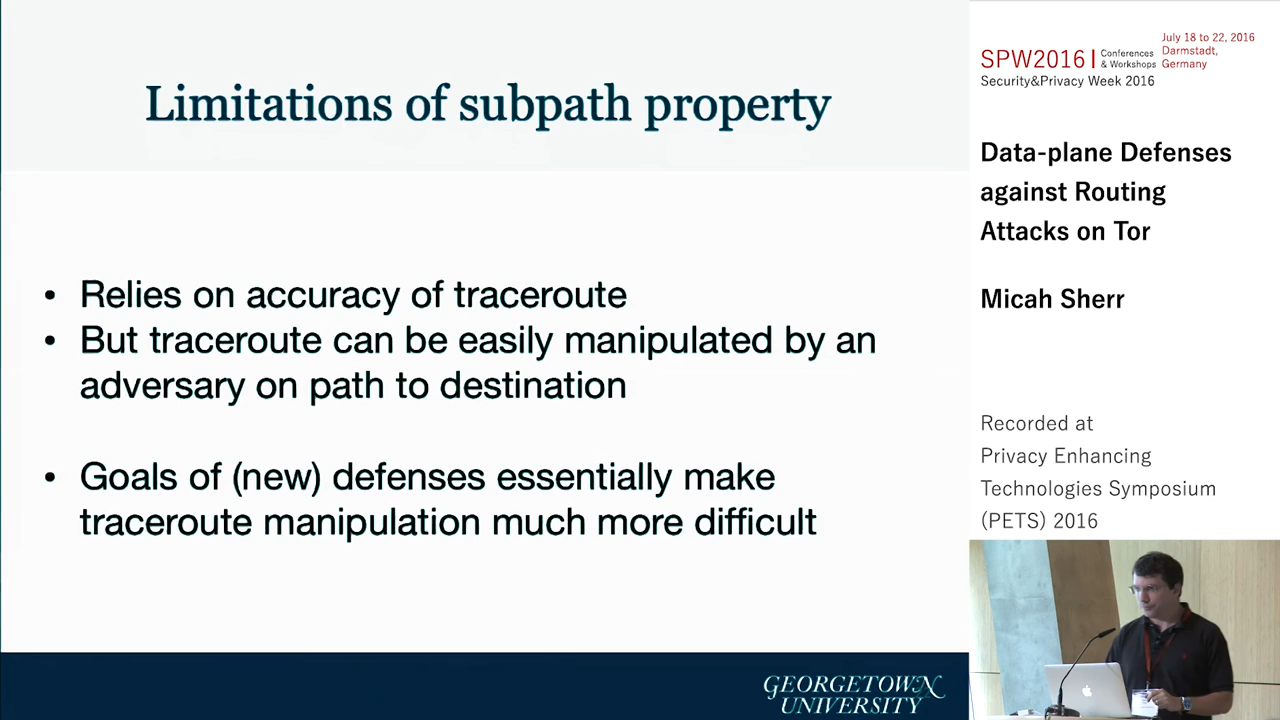 Limitations of subpath property
• Relies on accuracy of traceroute
• But traceroute can be easily manipulated by an
adversary on path to destination
• Goals of (new) defenses essentially make
traceroute manipulation much more difficult
GEORGETOWN
UNIVERSITY
SPW2016 | Conferences
& Workshops
July 18 to 22, 2016
Darmstadt,
Germany
Security&Privacy Week 2016
Data-plane Defenses
against Routing
Attacks on Tor
Micah Sherr
Recorded at
Privacy Enhancing
Technologies Symposium
(PETS) 2016